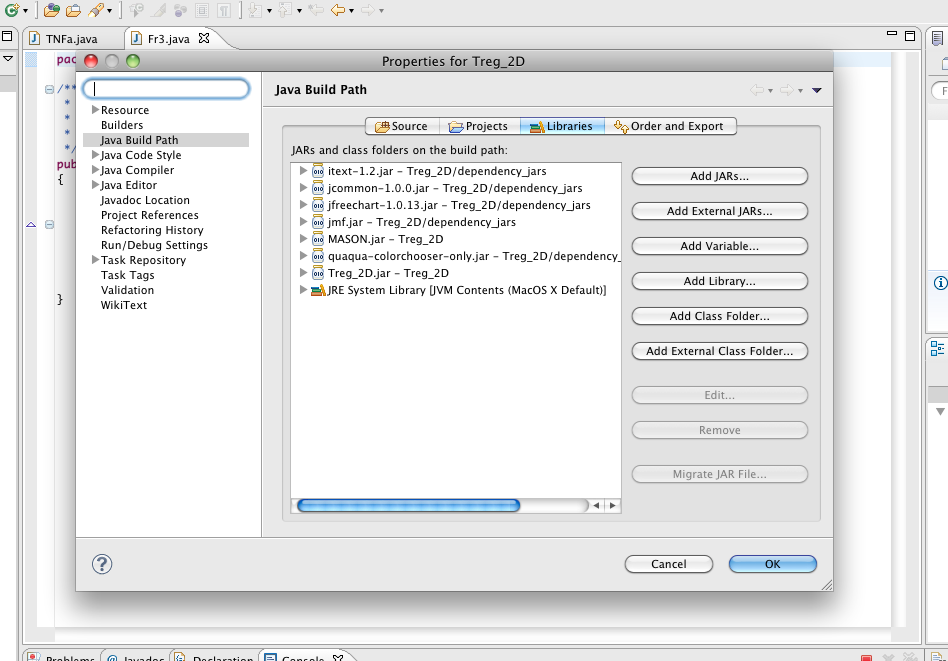 TNFa.java
Fr3.java
pac
Properties for Treg_2D
/**
*
*
*
*/
pub
{
}
Resource
Builders
Java Build Path
Java Code Style
Java Compiler
Java Editor
Javadoc Location
Project References
Refactoring History
Run/Debug Settings
Task Repository
Task Tags
Validation
WikiText
Java Build Path
Source
Projects
Libraries
Order and Export
JARs and class folders on the build path:
itext-1.2.jar - Treg_2D/dependency_jars
jcommon-1.0.0.jar - Treg_2D/dependency_jars
jfreechart-1.0.13.jar - Treg_2D/dependency_jars
jmf.jar - Treg_2D/dependency_jars
MASON.jar - Treg_2D
quaqua-colorchooser-only.jar - Treg_2D/dependency_
Treg_2D.jar - Treg_2D
JRE System Library [JVM Contents (MacOS X Default)]
Add JARs...
Add External JARs...
Add Variable...
Add Library...
Add Class Folder...
Add External Class Folder...
Edit...
Remove
Migrate JAR File...
?
Cancel
OK
Problems
Javadoc
Declaration
Console